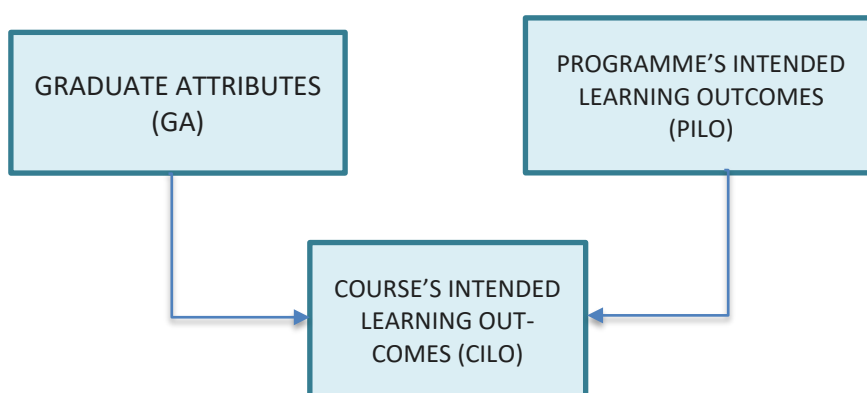 GRADUATE ATTRIBUTES
(GA)
PROGRAMME’S INTENDED
LEARNING OUTCOMES
(PILO)
COURSE’S INTENDED
LEARNING OUT-
COMES (CILO)